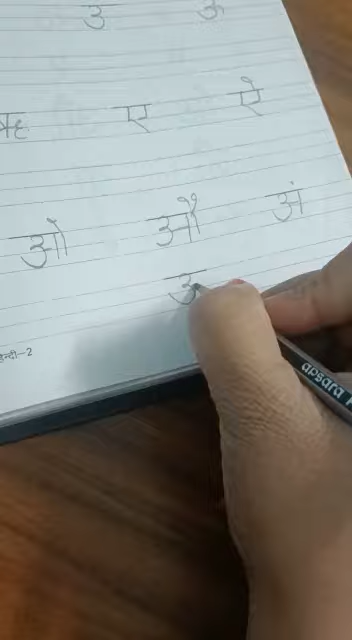 उ ऊ
ऋ ए ऐ
ओ औ अं
उ
हिन्दी-2
apsara